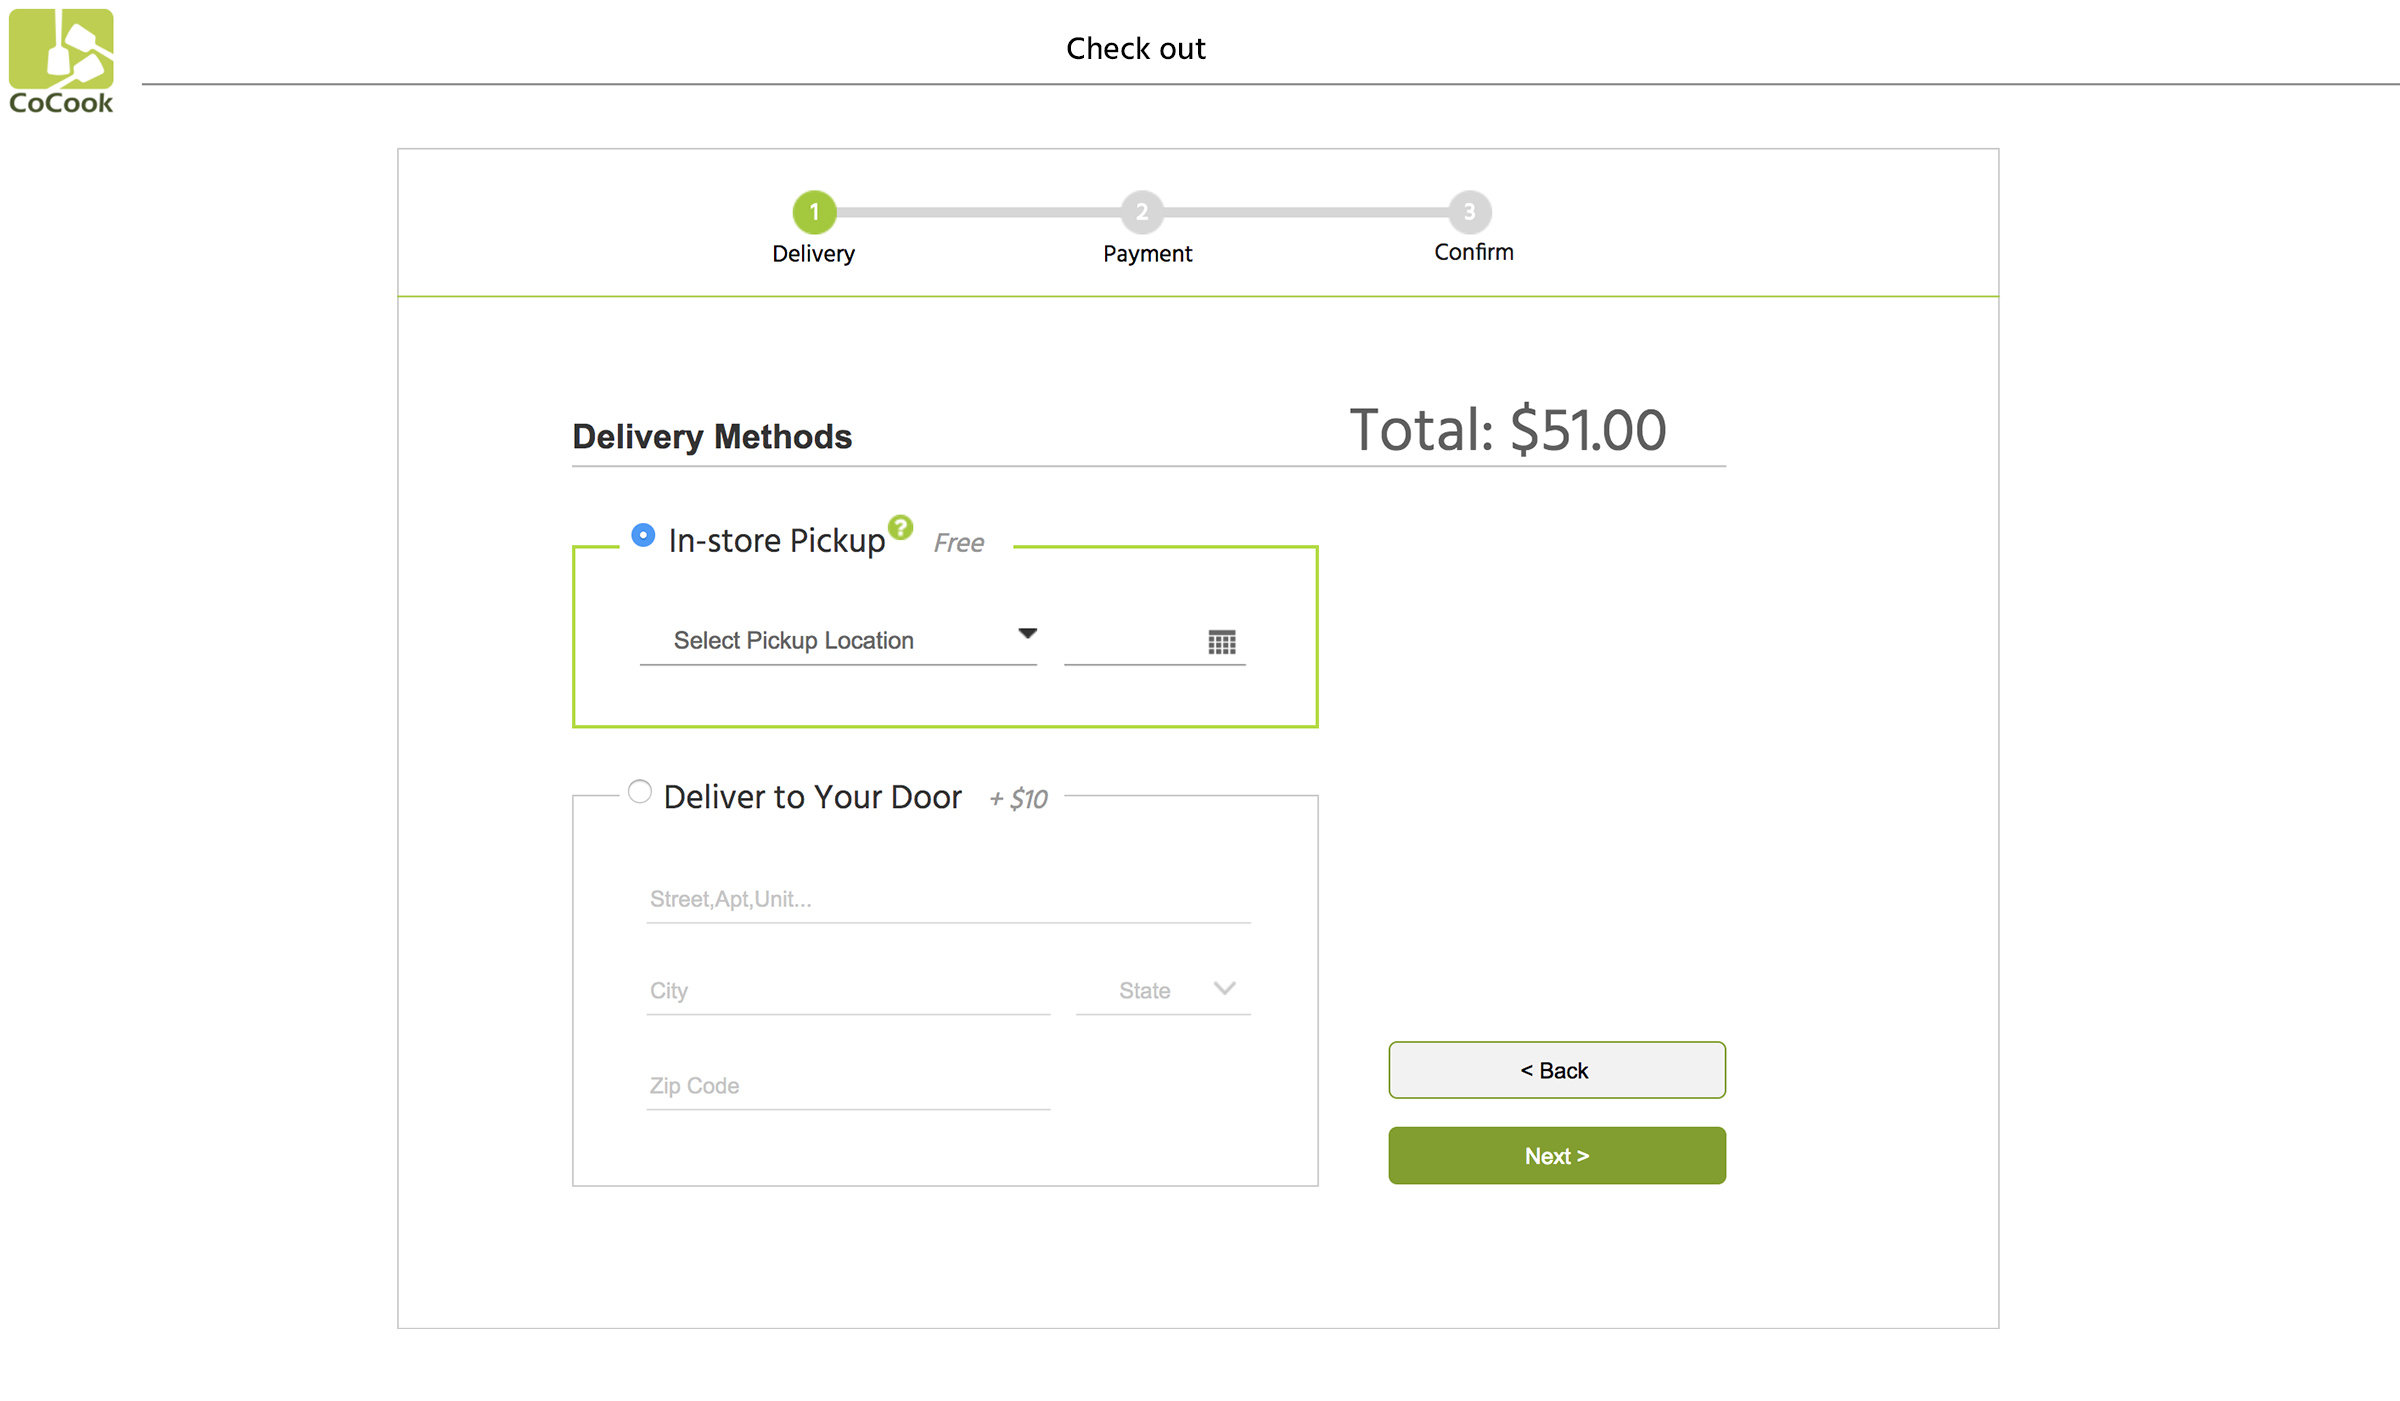 CoCook
Check out
1 2 3
Delivery Payment Confirm
Delivery Methods Total: $51.00
In-store Pickup ? Free
Select Pickup Location
Deliver to Your Door + $10
Street,Apt,Unit...
City State
< Back
Zip Code
Next >